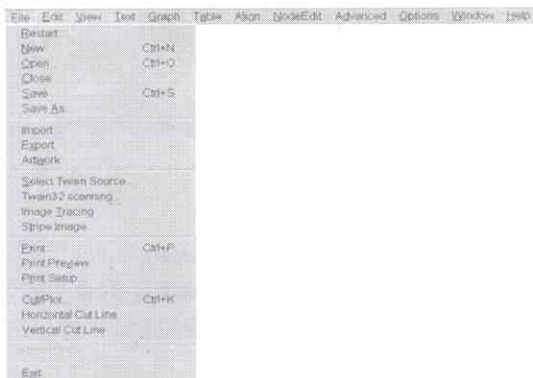 File Edit View Text Graph Table Align NodeEdit Advanced Options Window Help
Restart...
New Ctrl+N
Open... Ctrl+O
Close
Save Ctrl+S
Save As...
Import...
Export...
Artwork
Select Twain Source...
Twain32 scanning...
Image Tracing
Stripe Image...
Print... Ctrl+P
Print Preview
Print Setup...
Cut/Plot... Ctrl+K
Horizontal Cut Line
Vertical Cut Line
Exit